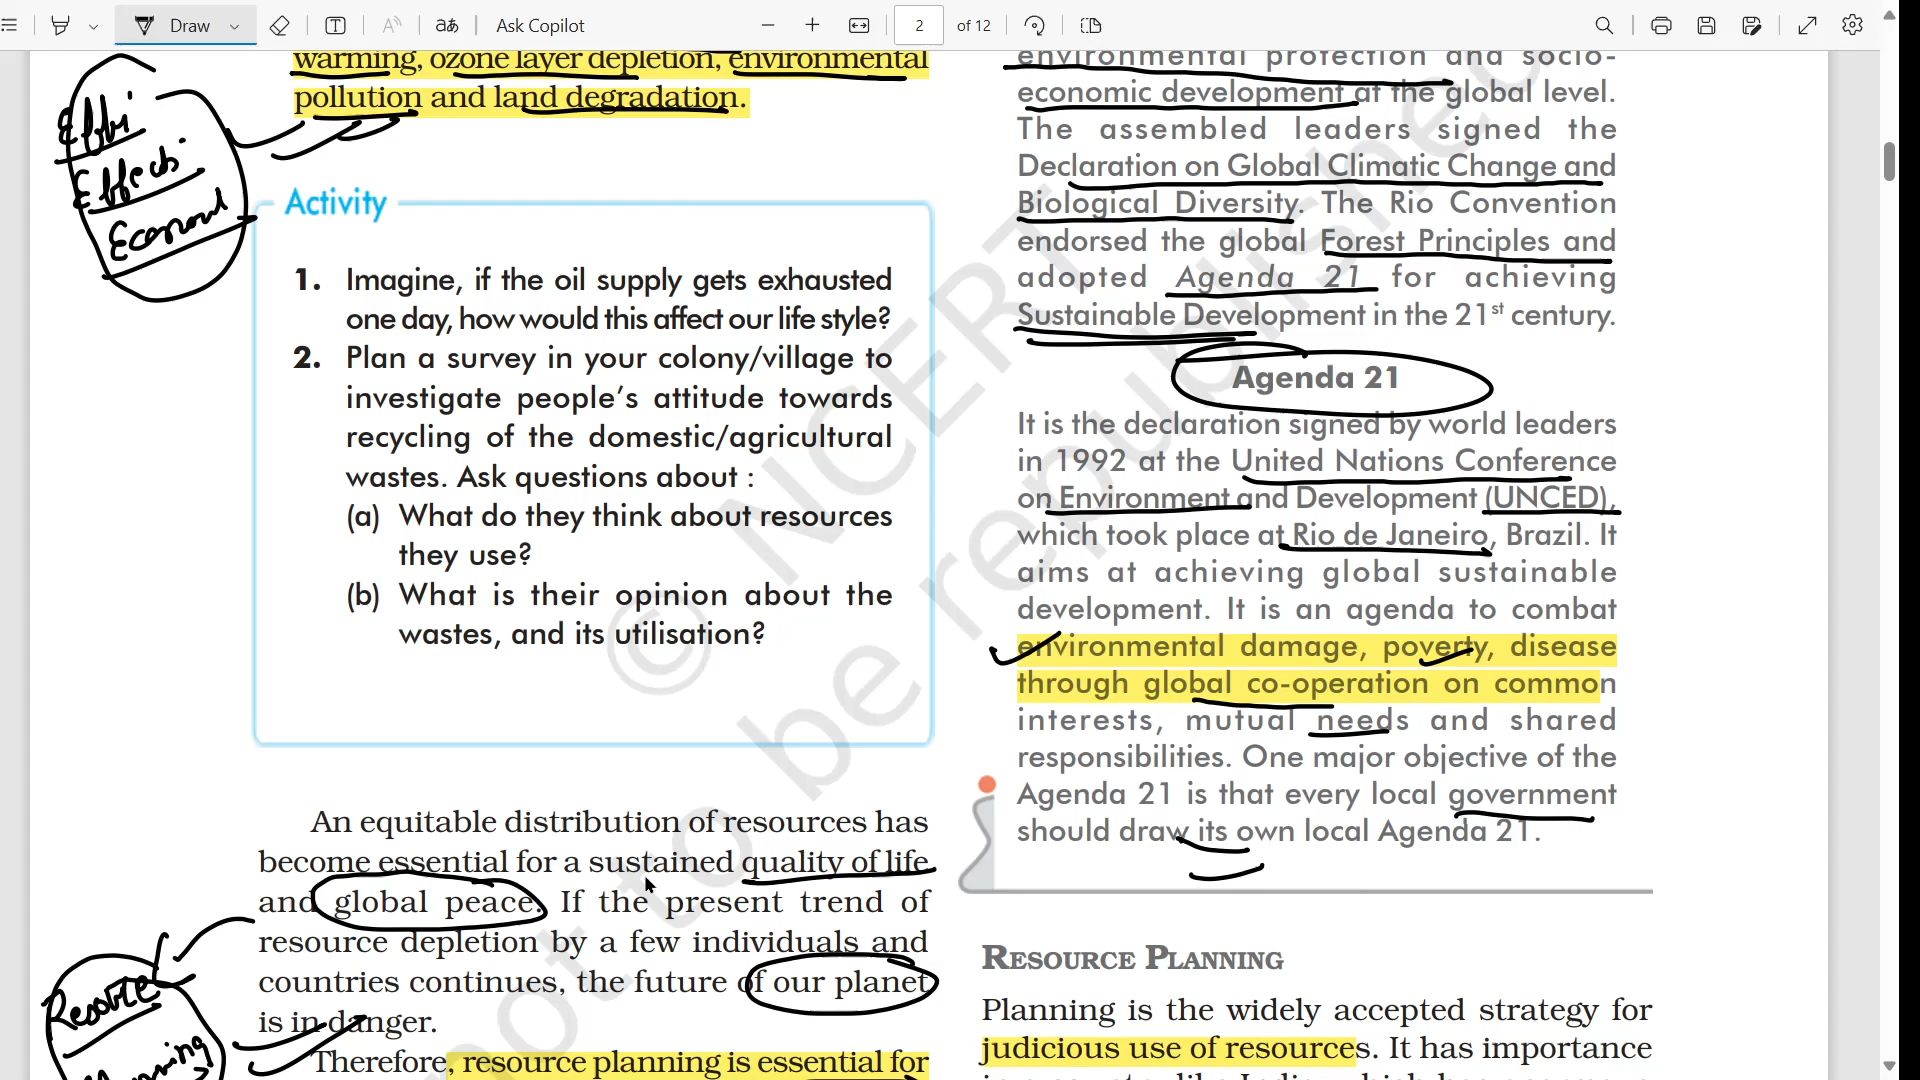 Draw
Ask Copilot
2 of 12
warming, ozone layer depletion, environmental
pollution and land degradation.
Effects
Activity
1. Imagine, if the oil supply gets exhausted
one day, how would this affect our life style?
2. Plan a survey in your colony/village to
investigate people's attitude towards
recycling of the domestic/agricultural
wastes. Ask questions about :
(a) What do they think about resources
they use?
(b) What is their opinion about the
wastes, and its utilisation?
An equitable distribution of resources has
become essential for a sustained quality of life
and global peace. If the present trend of
resource depletion by a few individuals and
countries continues, the future of our planet
is in danger.
Therefore, resource planning is essential for
environmental protection and socio-
economic development at the global level.
The assembled leaders signed the
Declaration on Global Climatic Change and
Biological Diversity. The Rio Convention
endorsed the global Forest Principles and
adopted Agenda 21 for achieving
Sustainable Development in the 21st century.
Agenda 21
It is the declaration signed by world leaders
in 1992 at the United Nations Conference
on Environment and Development (UNCED),
which took place at Rio de Janeiro, Brazil. It
aims at achieving global sustainable
development. It is an agenda to combat
environmental damage, poverty, disease
through global co-operation on common
interests, mutual needs and shared
responsibilities. One major objective of the
Agenda 21 is that every local government
should draw its own local Agenda 21.
RESOURCE PLANNING
Planning is the widely accepted strategy for
judicious use of resources. It has importance
© NCERT
not to be republished